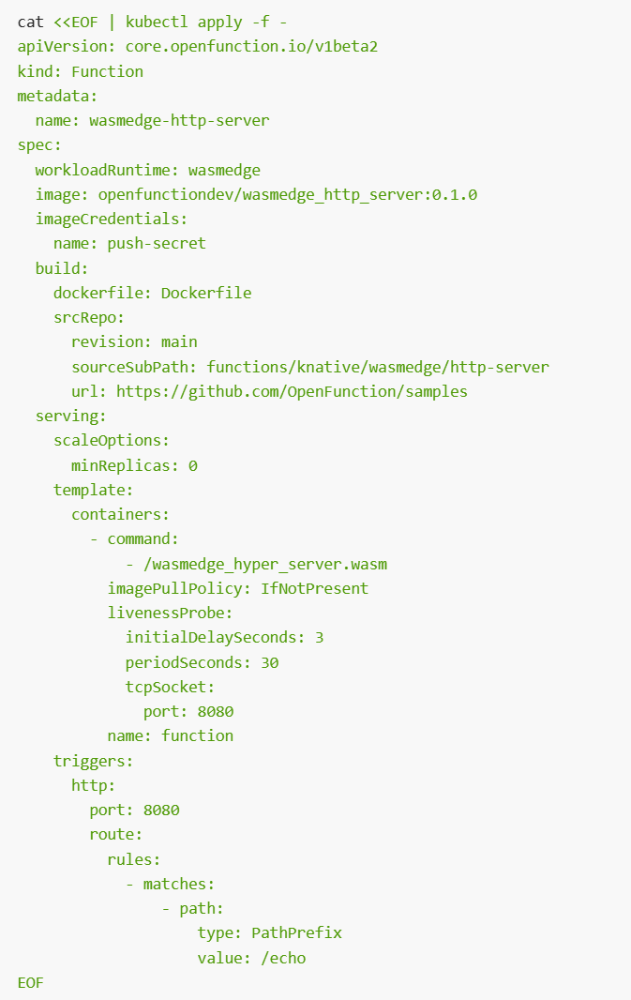 cat <<EOF | kubectl apply -f -
apiVersion: core.openfunction.io/v1beta2
kind: Function
metadata:
  name: wasmedge-http-server
spec:
  workloadRuntime: wasmedge
  image: openfunctiondev/wasmedge_http_server:0.1.0
  imageCredentials:
    name: push-secret
  build:
    dockerfile: Dockerfile
    srcRepo:
      revision: main
      sourceSubPath: functions/knative/wasmedge/http-server
      url: https://github.com/OpenFunction/samples
  serving:
    scaleOptions:
      minReplicas: 0
    template:
      containers:
        - command:
            - /wasmedge_hyper_server.wasm
          imagePullPolicy: IfNotPresent
          livenessProbe:
            initialDelaySeconds: 3
            periodSeconds: 30
            tcpSocket:
              port: 8080
          name: function
    triggers:
      http:
        port: 8080
        route:
          rules:
            - matches:
                - path:
                    type: PathPrefix
                    value: /echo
EOF